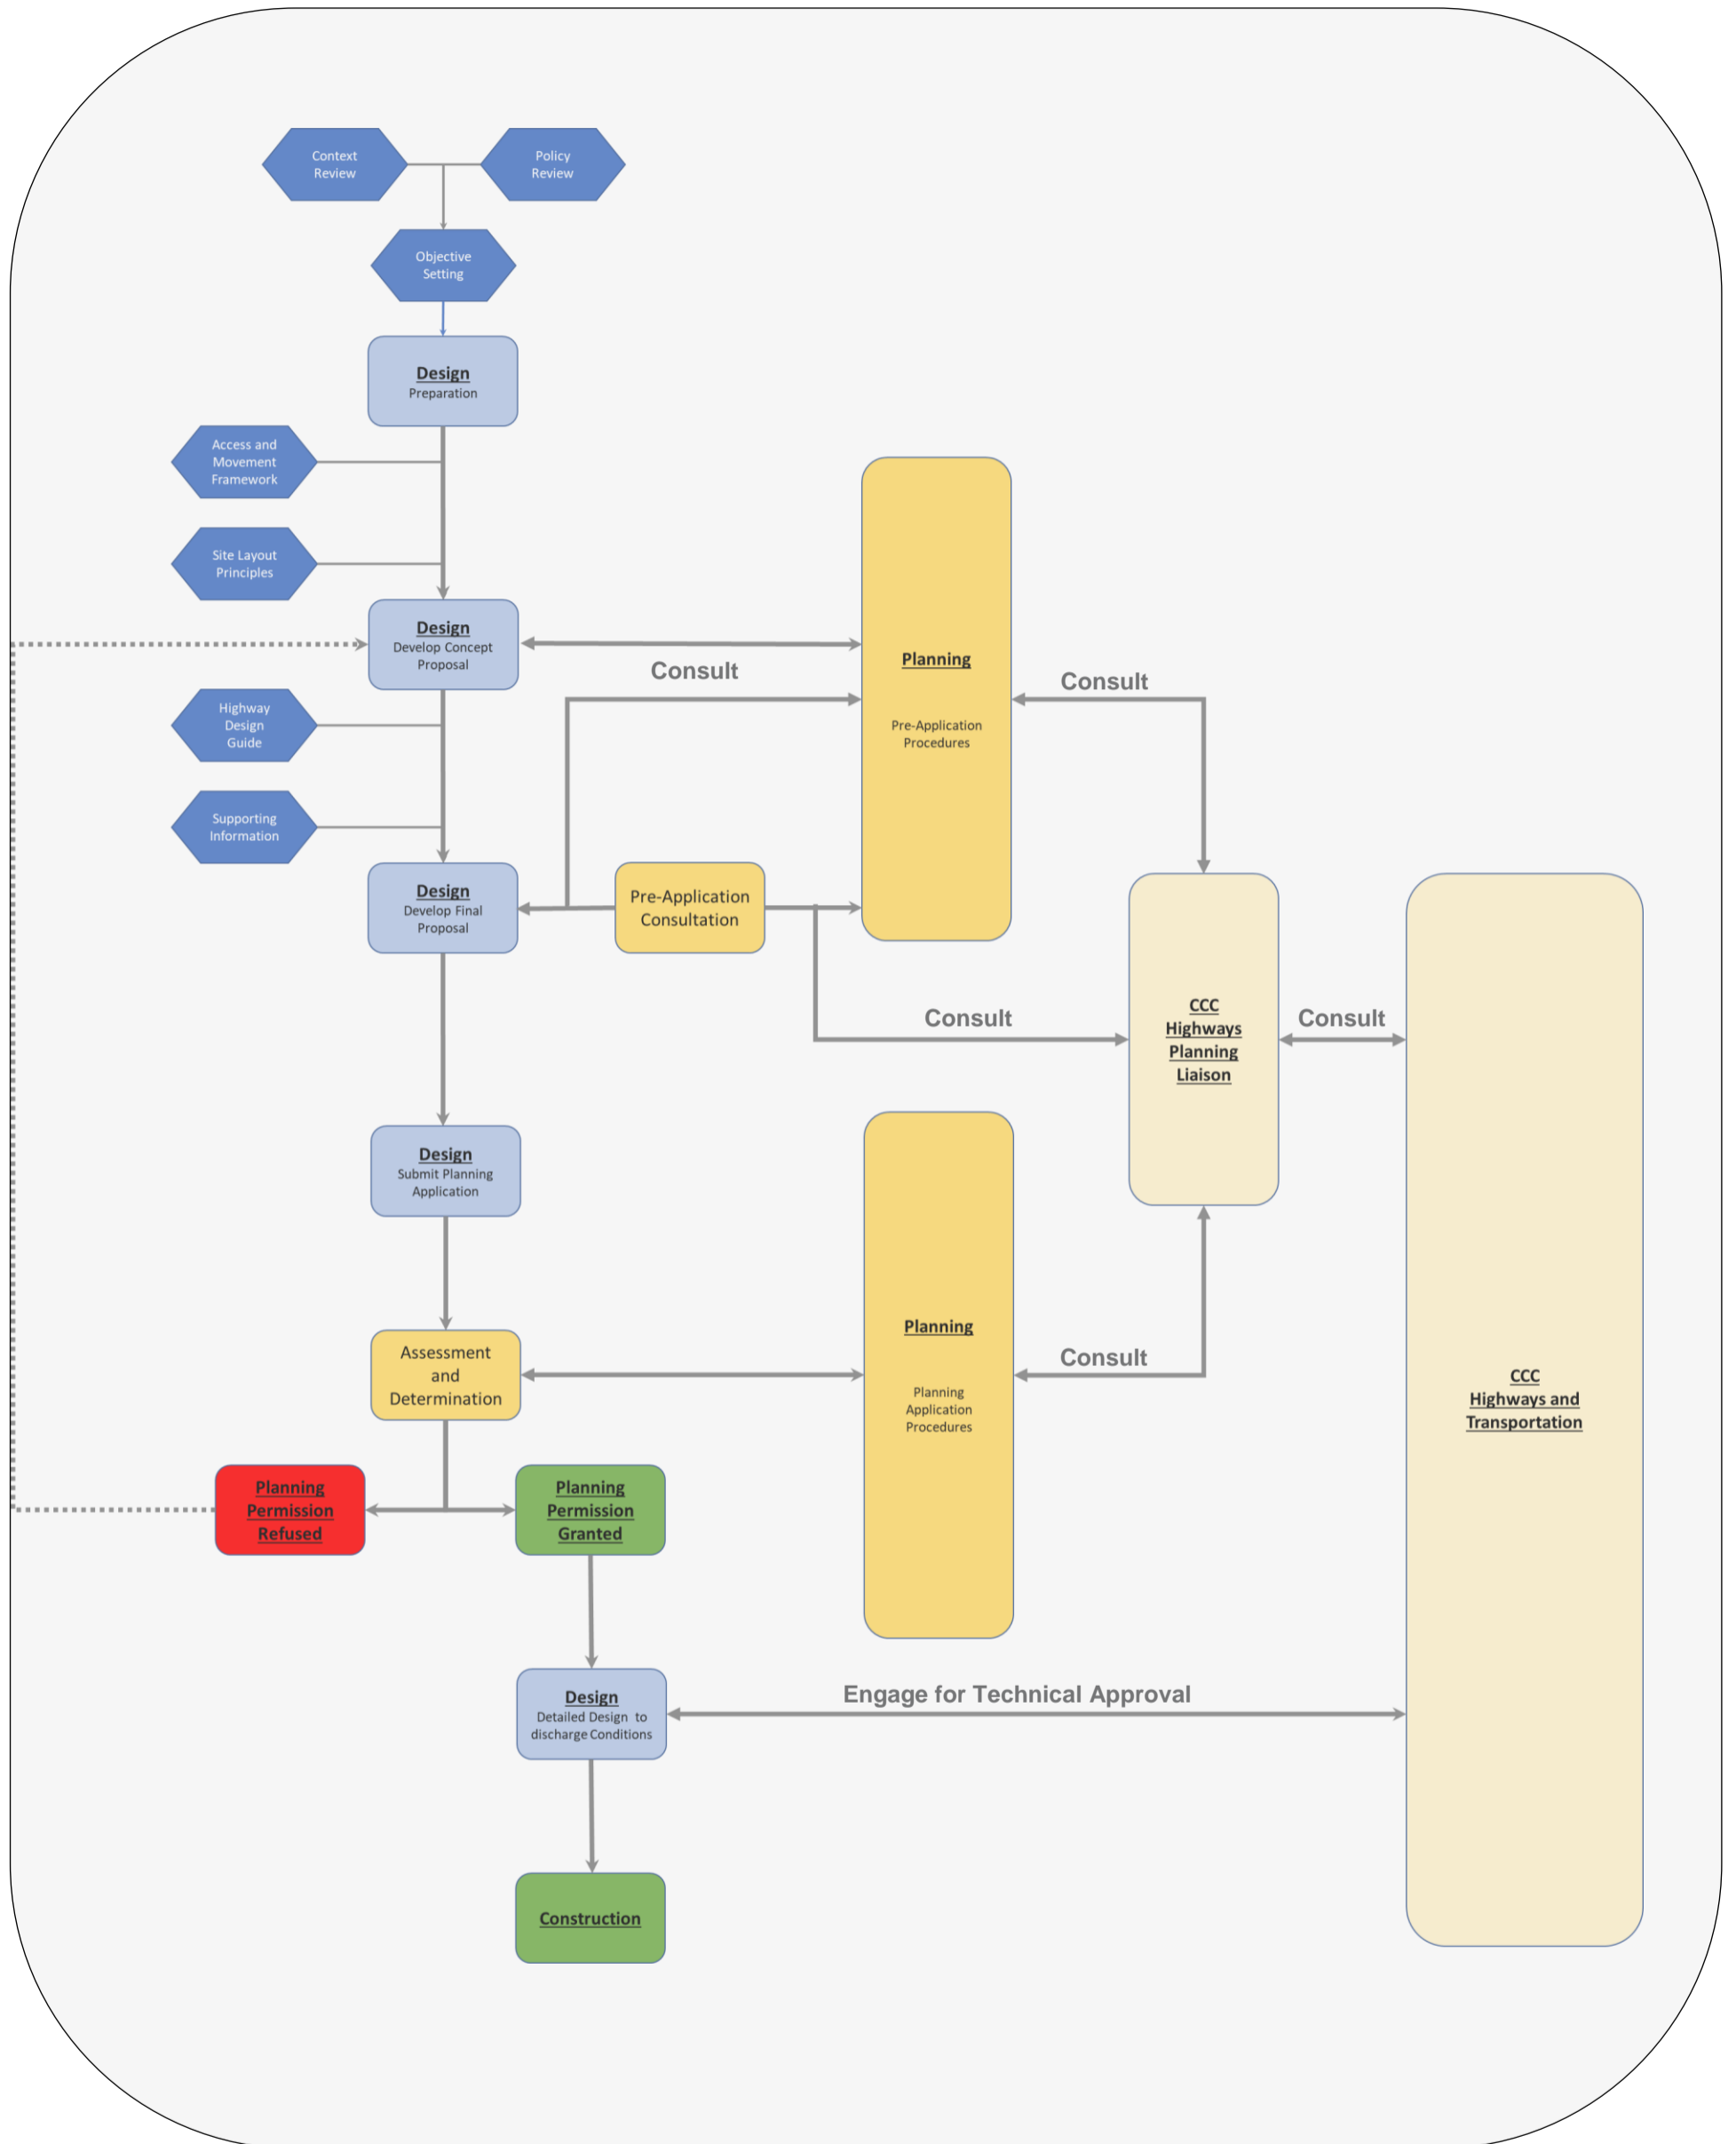 Context
Review
Policy
Review
Objective
Setting
Design
Preparation
Access and
Movement
Framework
Site Layout
Principles
Design
Develop Concept
Proposal
Consult
Planning
Pre-Application
Procedures
Consult
Highway
Design
Guide
Supporting
Information
Design
Develop Final
Proposal
Pre-Application
Consultation
Consult
CCC
Highways
Planning
Liaison
Consult
Design
Submit Planning
Application
Assessment
and
Determination
Planning
Planning
Application
Procedures
Consult
CCC
Highways and
Transportation
Planning
Permission
Refused
Planning
Permission
Granted
Design
Detailed Design to
discharge Conditions
Engage for Technical Approval
Construction